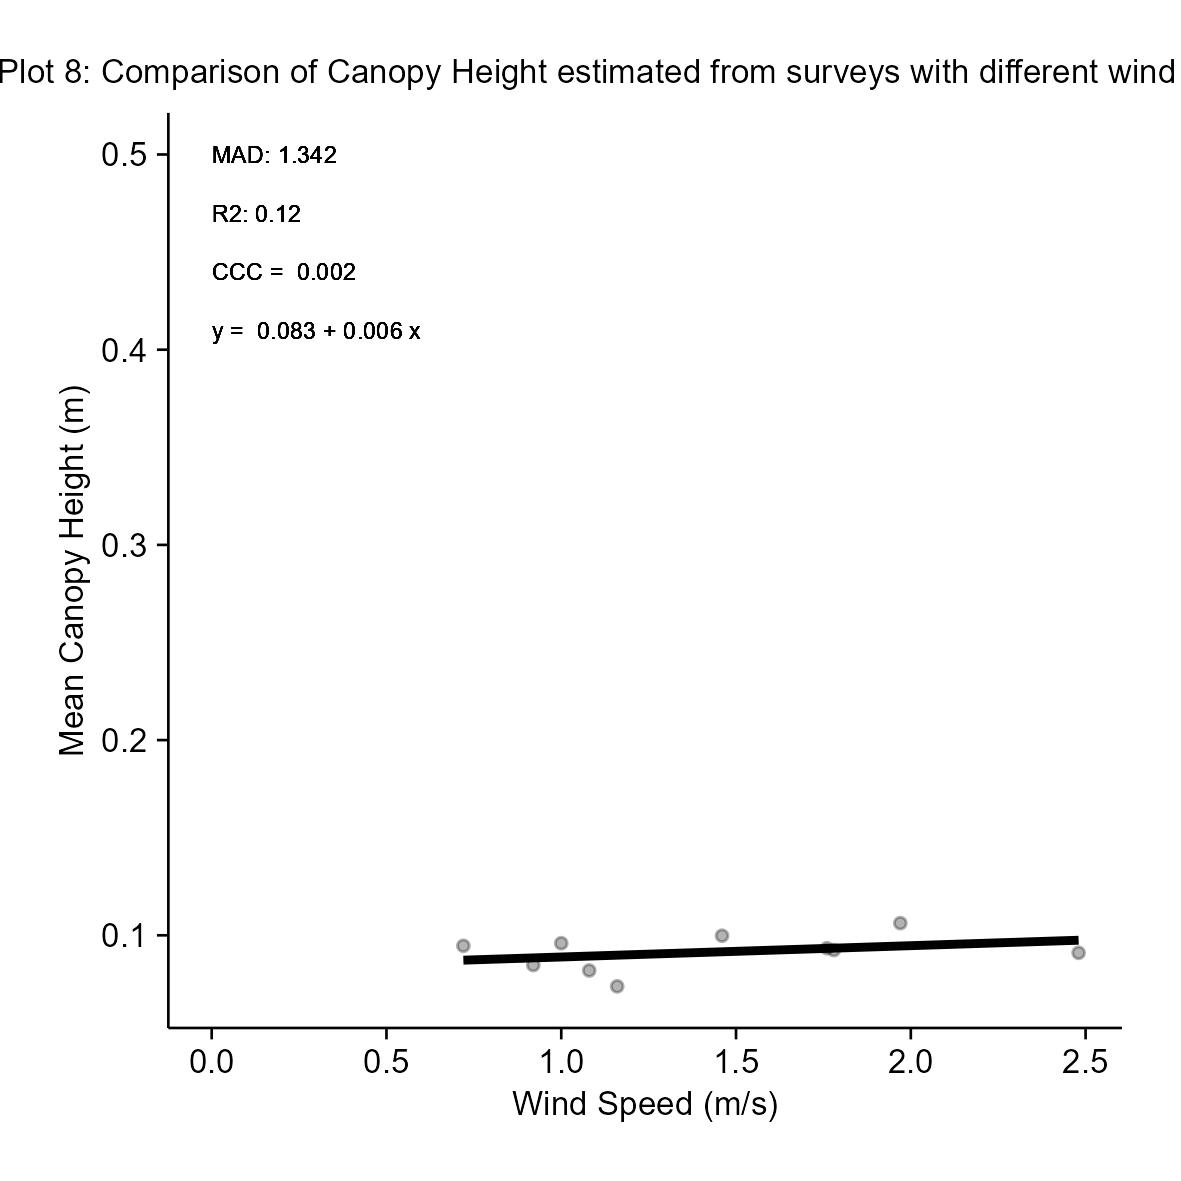 Plot 8: Comparison of Canopy Height estimated from surveys with different wind
0.5
MAD: 1.342
R2: 0.12
CCC =  0.002
y =  0.083 + 0.006 x
0.4
0.3
0.2
0.1
Mean Canopy Height (m)
0.0 0.5 1.0 1.5 2.0 2.5
Wind Speed (m/s)